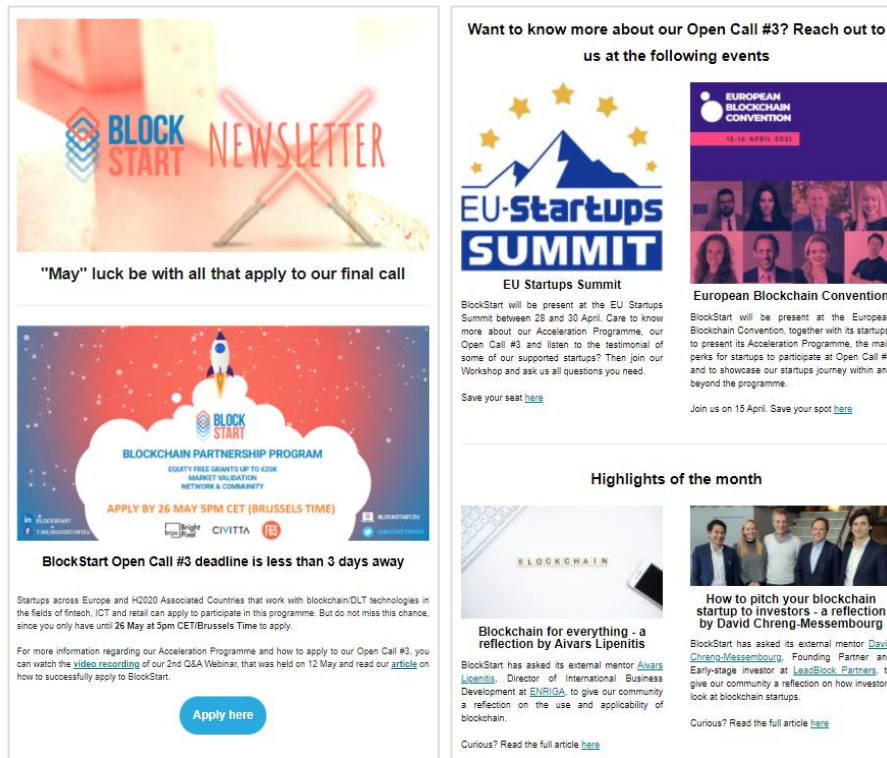 BLOCK
START
NEWSLETTER
"May" luck be with all that apply to our final call
BLOCK
START
BLOCKCHAIN PARTNERSHIP PROGRAM
EQUITY FREE GRANTS UP TO €20K
MARKET VALIDATION
NETWORK & COMMUNITY
APPLY BY 26 MAY 5PM CET (BRUSSELS TIME)
BLOCKSTART
T.ME/BLOCKSTARTEU
Bright
Pixel
CIVITTA
F6S
BLOCKSTART.EU
BlockStart Open Call #3 deadline is less than 3 days away
Startups across Europe and H2020 Associated Countries that work with blockchain/DLT technologies in
the fields of fintech, ICT and retail can apply to participate in this programme. But do not miss this chance,
since you only have until 26 May at 5pm CET/Brussels Time to apply.
For more information regarding our Acceleration Programme and how to apply to our Open Call #3, you
can watch the video recording of our 2nd Q&A Webinar, that was held on 12 May and read our article on
how to successfully apply to BlockStart.
Apply here
Want to know more about our Open Call #3? Reach out to
us at the following events
EU-Startups
SUMMIT
EU Startups Summit
BlockStart will be present at the EU Startups
Summit between 28 and 30 April. Care to know
more about our Acceleration Programme, our
Open Call #3 and listen to the testimonial of
some of our supported startups? Then join our
Workshop and ask us all questions you need.
Save your seat here
EUROPEAN
BLOCKCHAIN
CONVENTION
15-16 APRIL 2021
European Blockchain Convention
BlockStart will be present at the Europea
Blockchain Convention, together with its startups
to present its Acceleration Programme, the mai
perks for startups to participate at Open Call #
and to showcase our startups journey within an
beyond the programme.
Join us on 15 April. Save your spot here
Highlights of the month
BLOCKCHAIN
Blockchain for everything - a
reflection by Aivars Lipenitis
BlockStart has asked its external mentor Aivars
Lipenitis, Director of International Business
Development at ENRIGA, to give our community
a reflection on the use and applicability of
blockchain.
Curious? Read the full article here
How to pitch your blockchain
startup to investors - a reflection
by David Chreng-Messembourg
BlockStart has asked its external mentor Davi
Chreng-Messembourg, Founding Partner an
Early-stage investor at LeadBlock Partners, t
give our community a reflection on how investor
look at blockchain startups.
Curious? Read the full article here